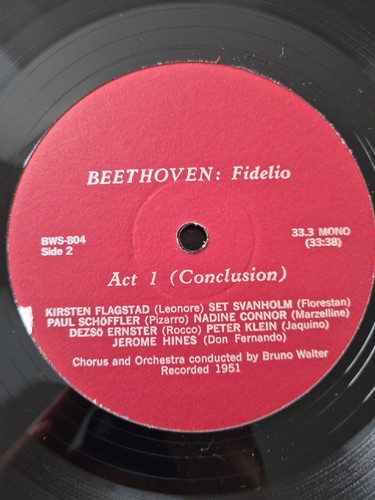 BEETHOVEN: Fidelio
BWS-804
Side 2
33.3 MONO
(33:38)
Act 1 (Conclusion)
KIRSTEN FLAGSTAD (Leonore) SET SVANHOLM (Florestan)
PAUL SCHÖFFLER (Pizarro) NADINE CONNOR (Marzelline)
DEZSÖ ERNSTER (Rocco) PETER KLEIN (Jaquino)
JEROME HINES (Don Fernando)
Chorus and Orchestra conducted by Bruno Walter
Recorded 1951